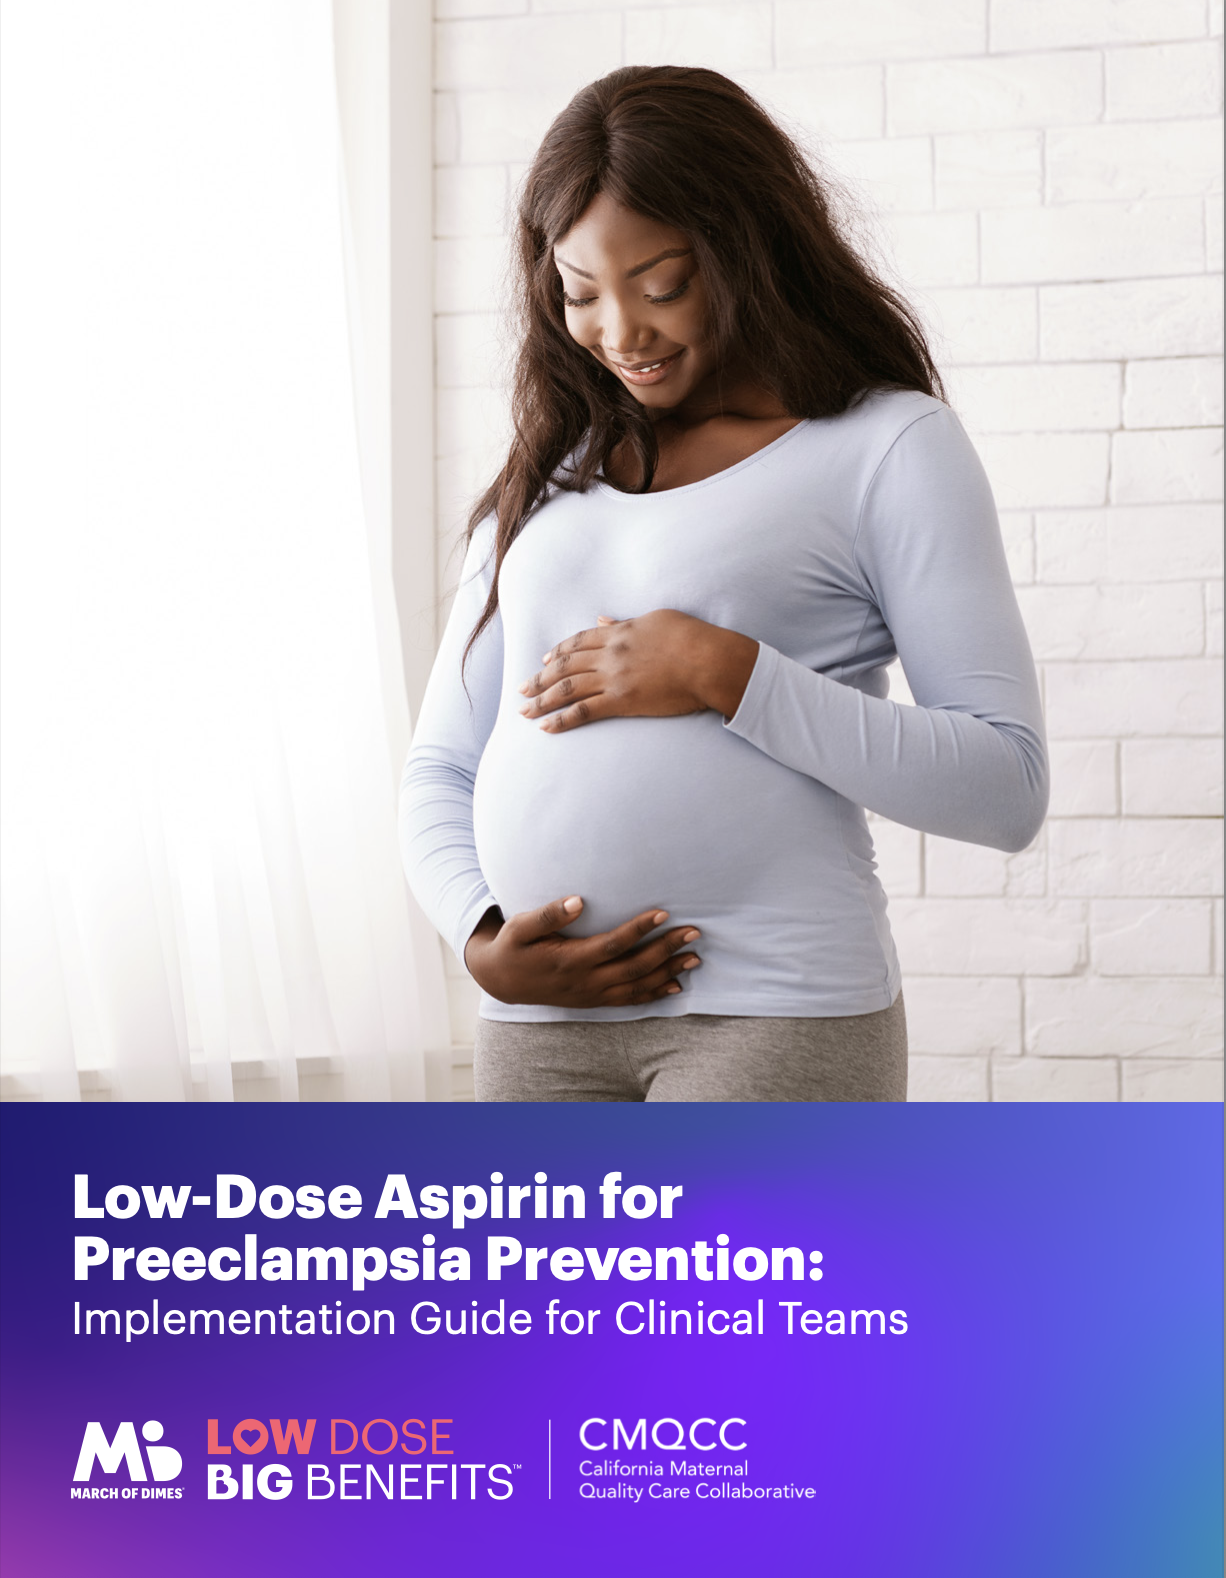 Low-Dose Aspirin for
Preeclampsia Prevention:
Implementation Guide for Clinical Teams
MARCH OF DIMES®
LOW DOSE
BIG BENEFITS™
CMQCC
California Maternal
Quality Care Collaborative